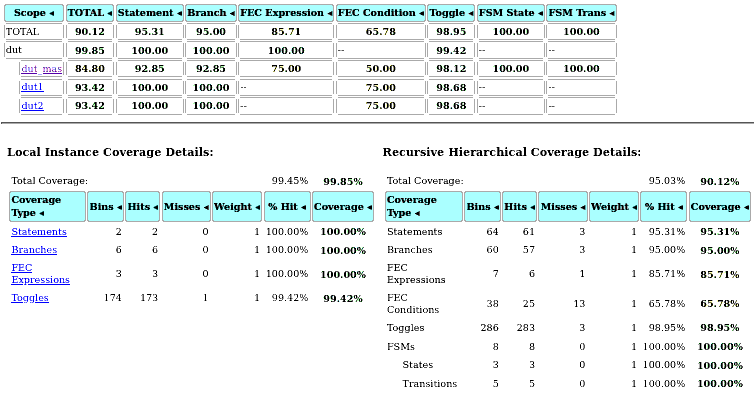 Scope ◂ TOTAL ◂ Statement ◂ Branch ◂ FEC Expression ◂ FEC Condition ◂ Toggle ◂ FSM State ◂ FSM Trans ◂
TOTAL 90.12 95.31 95.00 85.71 65.78 98.95 100.00 100.00
dut 99.85 100.00 100.00 100.00 -- 99.42 -- --
dut_mas 84.80 92.85 92.85 75.00 50.00 98.12 100.00 100.00
dut1 93.42 100.00 100.00 -- 75.00 98.68 -- --
dut2 93.42 100.00 100.00 -- 75.00 98.68 -- --
Local Instance Coverage Details:
Total Coverage: 99.45% 99.85%
Coverage Type ◂ Bins ◂ Hits ◂ Misses ◂ Weight ◂ % Hit ◂ Coverage ◂
Statements 2 2 0 1 100.00% 100.00%
Branches 6 6 0 1 100.00% 100.00%
FEC Expressions 3 3 0 1 100.00% 100.00%
Toggles 174 173 1 1 99.42% 99.42%
Recursive Hierarchical Coverage Details:
Total Coverage: 95.03% 90.12%
Coverage Type ◂ Bins ◂ Hits ◂ Misses ◂ Weight ◂ % Hit ◂ Coverage ◂
Statements 64 61 3 1 95.31% 95.31%
Branches 60 57 3 1 95.00% 95.00%
FEC Expressions 7 6 1 1 85.71% 85.71%
FEC Conditions 38 25 13 1 65.78% 65.78%
Toggles 286 283 3 1 98.95% 98.95%
FSMs 8 8 0 1 100.00% 100.00%
States 3 3 0 1 100.00% 100.00%
Transitions 5 5 0 1 100.00% 100.00%